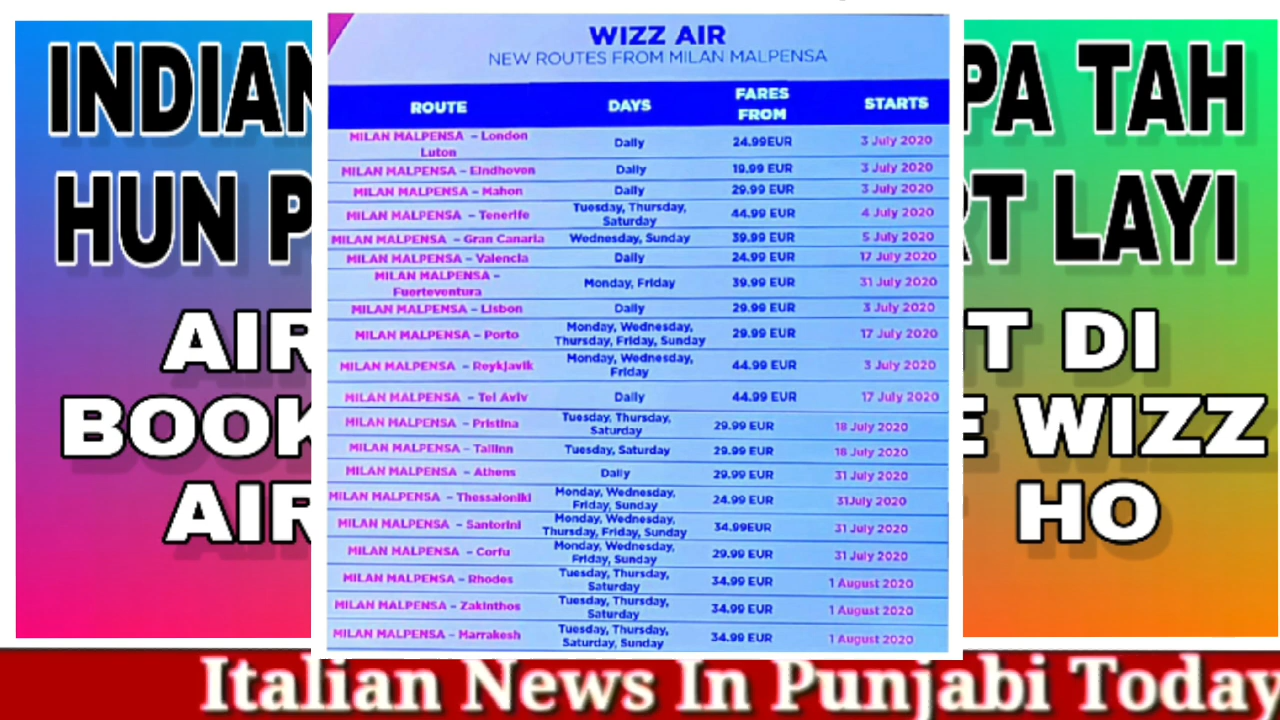 INDIAN
HUN P
AIR
BOOK
AIR
WIZZ AIR
NEW ROUTES FROM MILAN MALPENSA
ROUTE DAYS FARES FROM STARTS
MILAN MALPENSA – London Luton Daily 24.99EUR 3 July 2020
MILAN MALPENSA – Eindhoven Daily 19.99 EUR 3 July 2020
MILAN MALPENSA – Mahon Daily 29.99 EUR 3 July 2020
MILAN MALPENSA – Tenerife Tuesday, Thursday, Saturday 44.99 EUR 4 July 2020
MILAN MALPENSA – Gran Canaria Wednesday, Sunday 39.99 EUR 5 July 2020
MILAN MALPENSA – Valencia Daily 24.99 EUR 17 July 2020
MILAN MALPENSA – Fuerteventura Monday, Friday 39.99 EUR 31 July 2020
MILAN MALPENSA – Lisbon Daily 29.99 EUR 3 July 2020
MILAN MALPENSA – Porto Monday, Wednesday, Thursday, Friday, Sunday 29.99 EUR 17 July 2020
MILAN MALPENSA – Reykjavik Monday, Wednesday, Friday 44.99 EUR 3 July 2020
MILAN MALPENSA – Tel Aviv Daily 44.99 EUR 17 July 2020
MILAN MALPENSA – Pristina Tuesday, Thursday, Saturday 29.99 EUR 18 July 2020
MILAN MALPENSA – Tallinn Tuesday, Saturday 29.99 EUR 18 July 2020
MILAN MALPENSA – Athens Daily 29.99 EUR 31 July 2020
MILAN MALPENSA – Thessaloniki Monday, Wednesday, Friday, Sunday 24.99 EUR 31July 2020
MILAN MALPENSA – Santorini Monday, Wednesday, Thursday, Friday, Sunday 34.99EUR 31 July 2020
MILAN MALPENSA – Corfu Monday, Wednesday, Friday, Sunday 29.99 EUR 31 July 2020
MILAN MALPENSA – Rhodes Tuesday, Thursday, Saturday 34.99 EUR 1 August 2020
MILAN MALPENSA – Zakinthos Tuesday, Thursday, Saturday 34.99 EUR 1 August 2020
MILAN MALPENSA – Marrakesh Tuesday, Thursday, Saturday, Sunday 34.99 EUR 1 August 2020
PA TAH
RT LAYI
T DI
E WIZZ
HO
Italian News In Punjabi Today